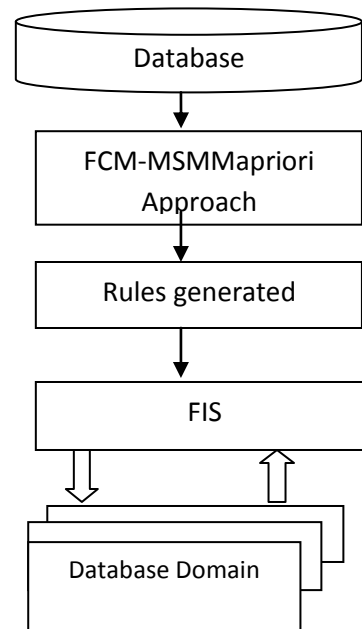 Database
FCM-MSMMapriori
Approach
Rules generated
FIS
Database Domain